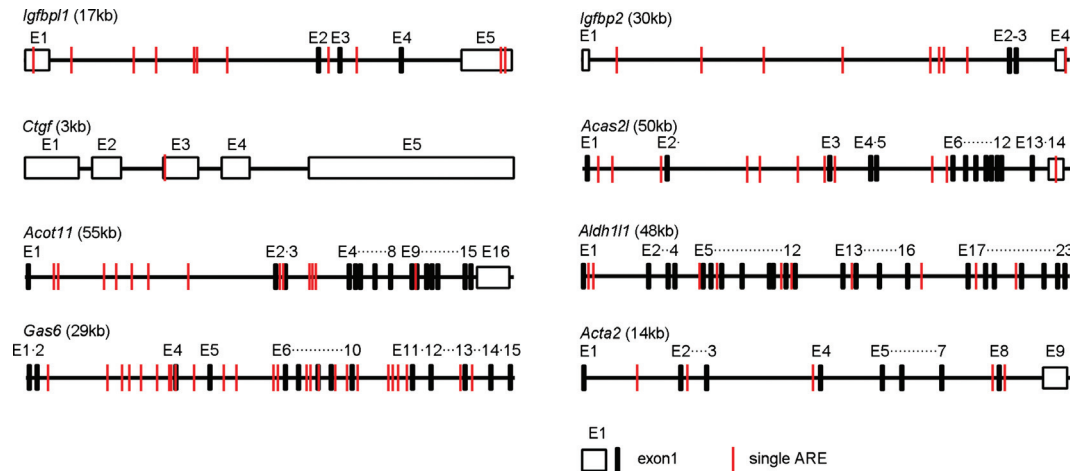 Igfbpl1 (17kb)
E1 E2 E3 E4 E5
Ctgf (3kb)
E1 E2 E3 E4 E5
Acot11 (55kb)
E1 E2·3 E4······8 E9········15 E16
Gas6 (29kb)
E1·2 E4 E5 E6···········10 E11·12···13··14·15
Igfbp2 (30kb)
E1 E2-3 E4
Acas2l (50kb)
E1 E2· E3 E4·5 E6·······12 E13·14
Aldh1l1 (48kb)
E1 E2··4 E5··············12 E13········16 E17·················23
Acta2 (14kb)
E1 E2····3 E4 E5···········7 E8 E9
E1
exon1 single ARE